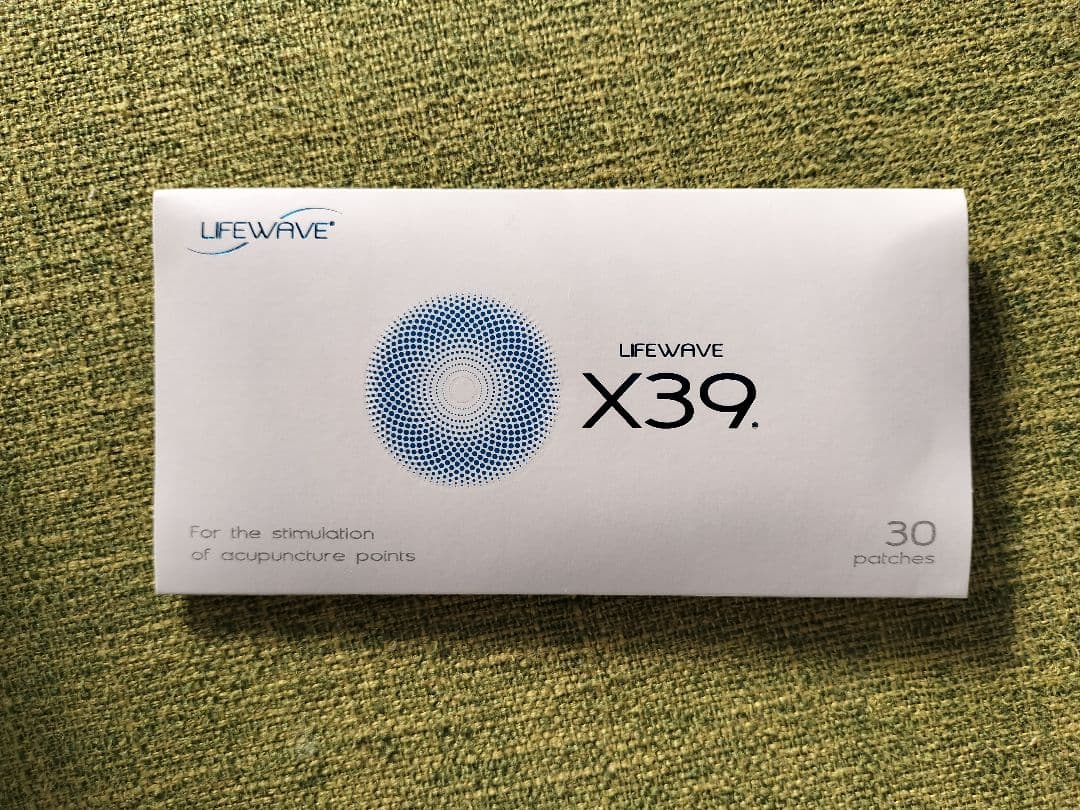 LIFEWAVE®
LIFEWAVE
X39®
For the stimulation
of acupuncture points
30
patches